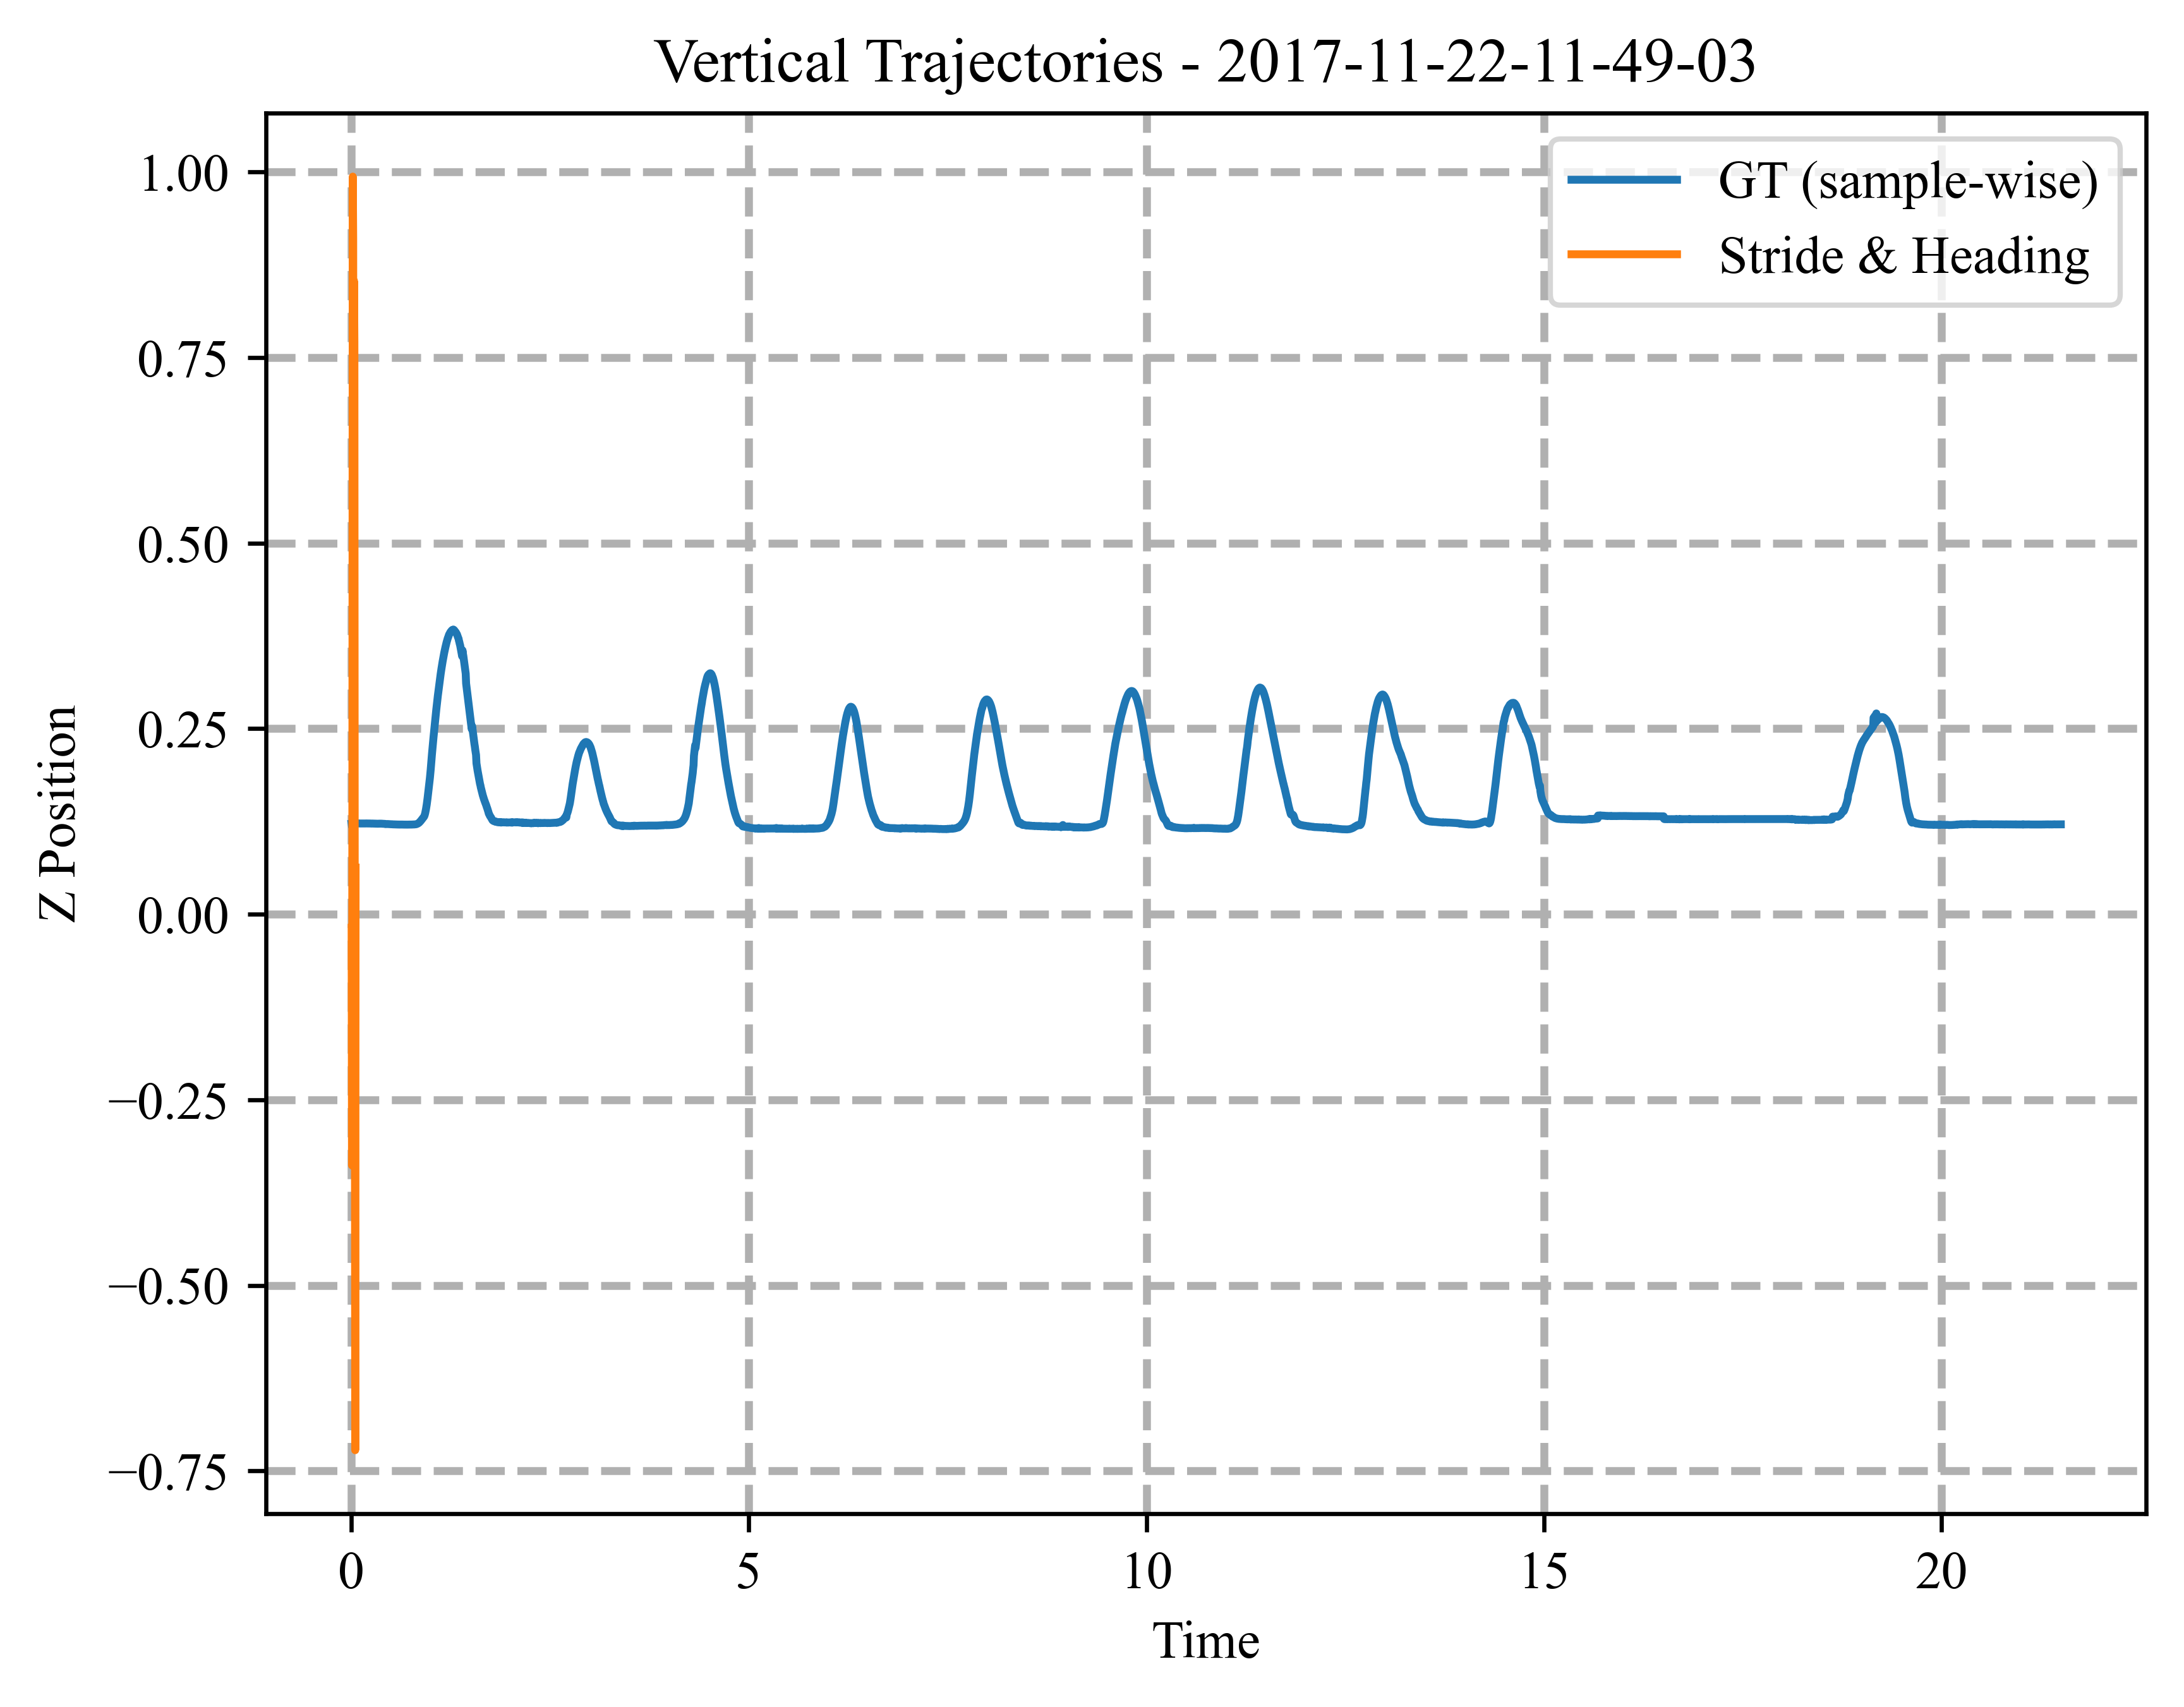 Vertical Trajectories - 2017-11-22-11-49-03
GT (sample-wise)
Stride & Heading
1.00
0.75
0.50
0.25
0.00
−0.25
−0.50
−0.75
Z Position
0 5 10 15 20
Time